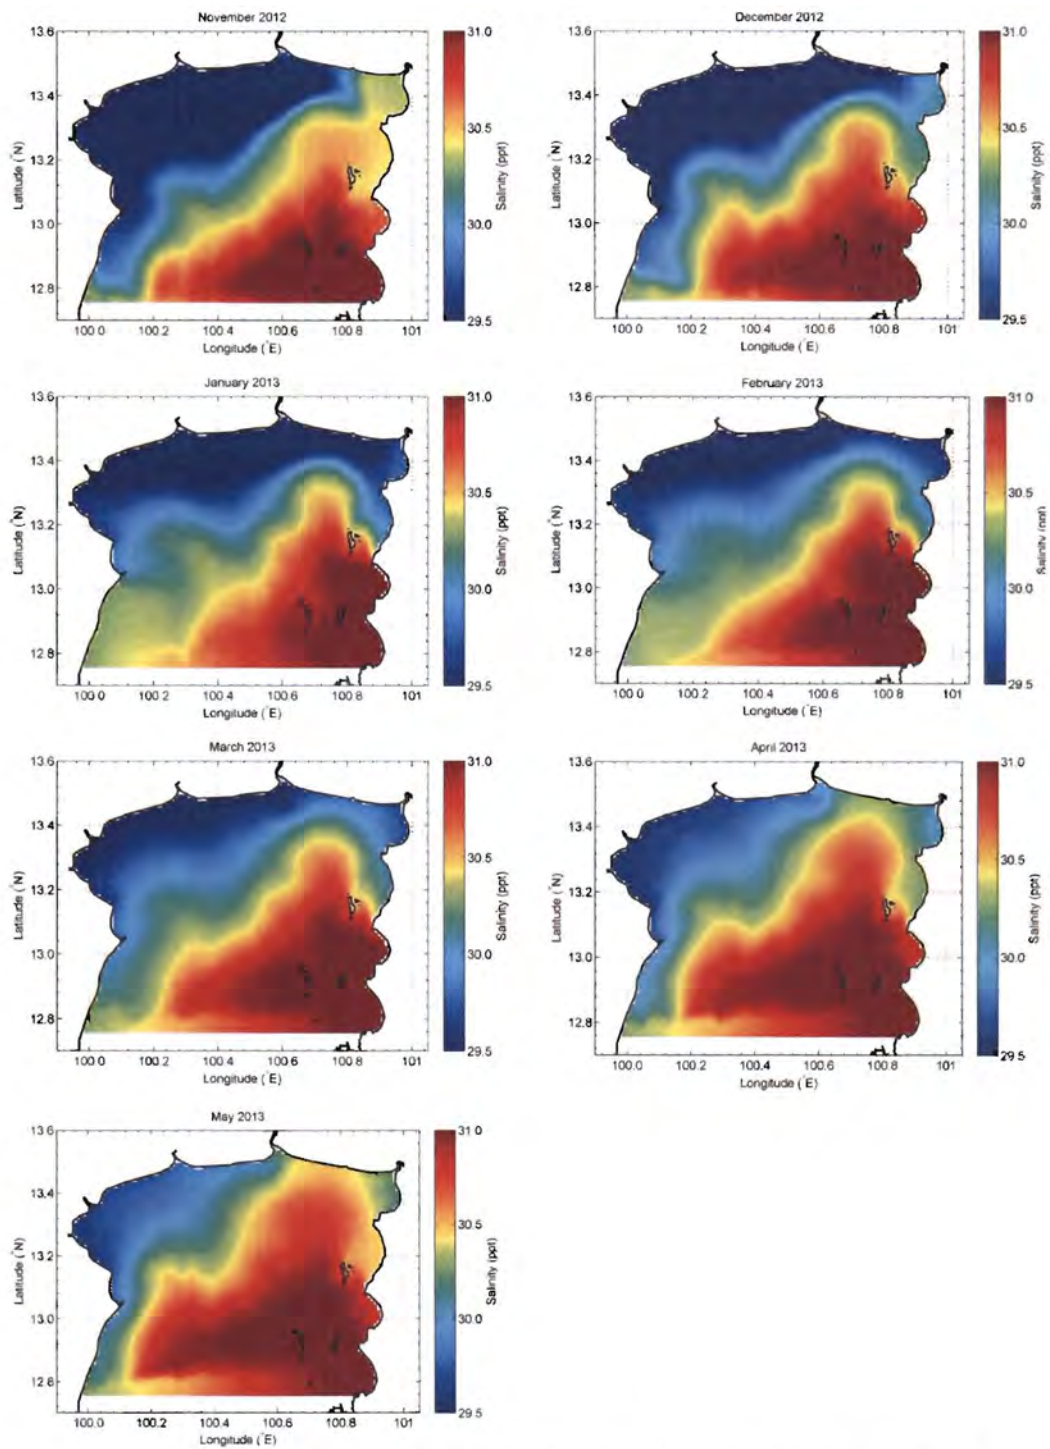 November 2012
13.6
13.4
13.2
13.0
12.8
Latitude (°N)
100.0 100.2 100.4 100.6 100.8 101
Longitude (°E)
31.0
30.5
30.0
29.5
Salinity (ppt)
December 2012
13.6
13.4
13.2
13.0
12.8
Latitude (°N)
100.0 100.2 100.4 100.6 100.8 101
Longitude (°E)
31.0
30.5
30.0
29.5
Salinity (ppt)
January 2013
13.6
13.4
13.2
13.0
12.8
Latitude (°N)
100.0 100.2 100.4 100.6 100.8 101
Longitude (°E)
31.0
30.5
30.0
29.5
Salinity (ppt)
February 2013
13.6
13.4
13.2
13.0
12.8
Latitude (°N)
100.0 100.2 100.4 100.6 100.8 101
Longitude (°E)
31.0
30.5
30.0
29.5
Salinity (ppt)
March 2013
13.6
13.4
13.2
13.0
12.8
Latitude (°N)
100.0 100.2 100.4 100.6 100.8 101
Longitude (°E)
31.0
30.5
30.0
29.5
Salinity (ppt)
April 2013
13.6
13.4
13.2
13.0
12.8
Latitude (°N)
100.0 100.2 100.4 100.6 100.8 101
Longitude (°E)
31.0
30.5
30.0
29.5
Salinity (ppt)
May 2013
13.6
13.4
13.2
13.0
12.8
Latitude (°N)
100.0 100.2 100.4 100.6 100.8 101
Longitude (°E)
31.0
30.5
30.0
29.5
Salinity (ppt)